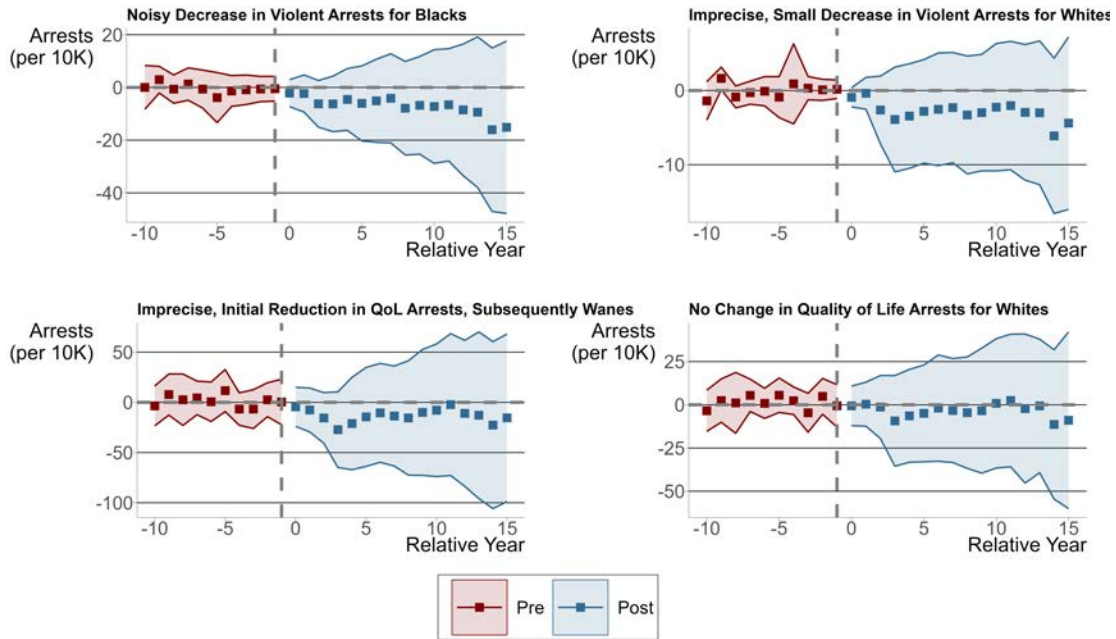 Noisy Decrease in Violent Arrests for Blacks
Arrests
(per 10K)
20
0
-20
-40
-10 -5 0 5 10 15
Relative Year
Imprecise, Small Decrease in Violent Arrests for Whites
Arrests
(per 10K)
0
-10
-10 -5 0 5 10 15
Relative Year
Imprecise, Initial Reduction in QoL Arrests, Subsequently Wanes
Arrests
(per 10K)
50
0
-50
-100
-10 -5 0 5 10 15
Relative Year
No Change in Quality of Life Arrests for Whites
Arrests
(per 10K)
25
0
-25
-50
-10 -5 0 5 10 15
Relative Year
Pre Post